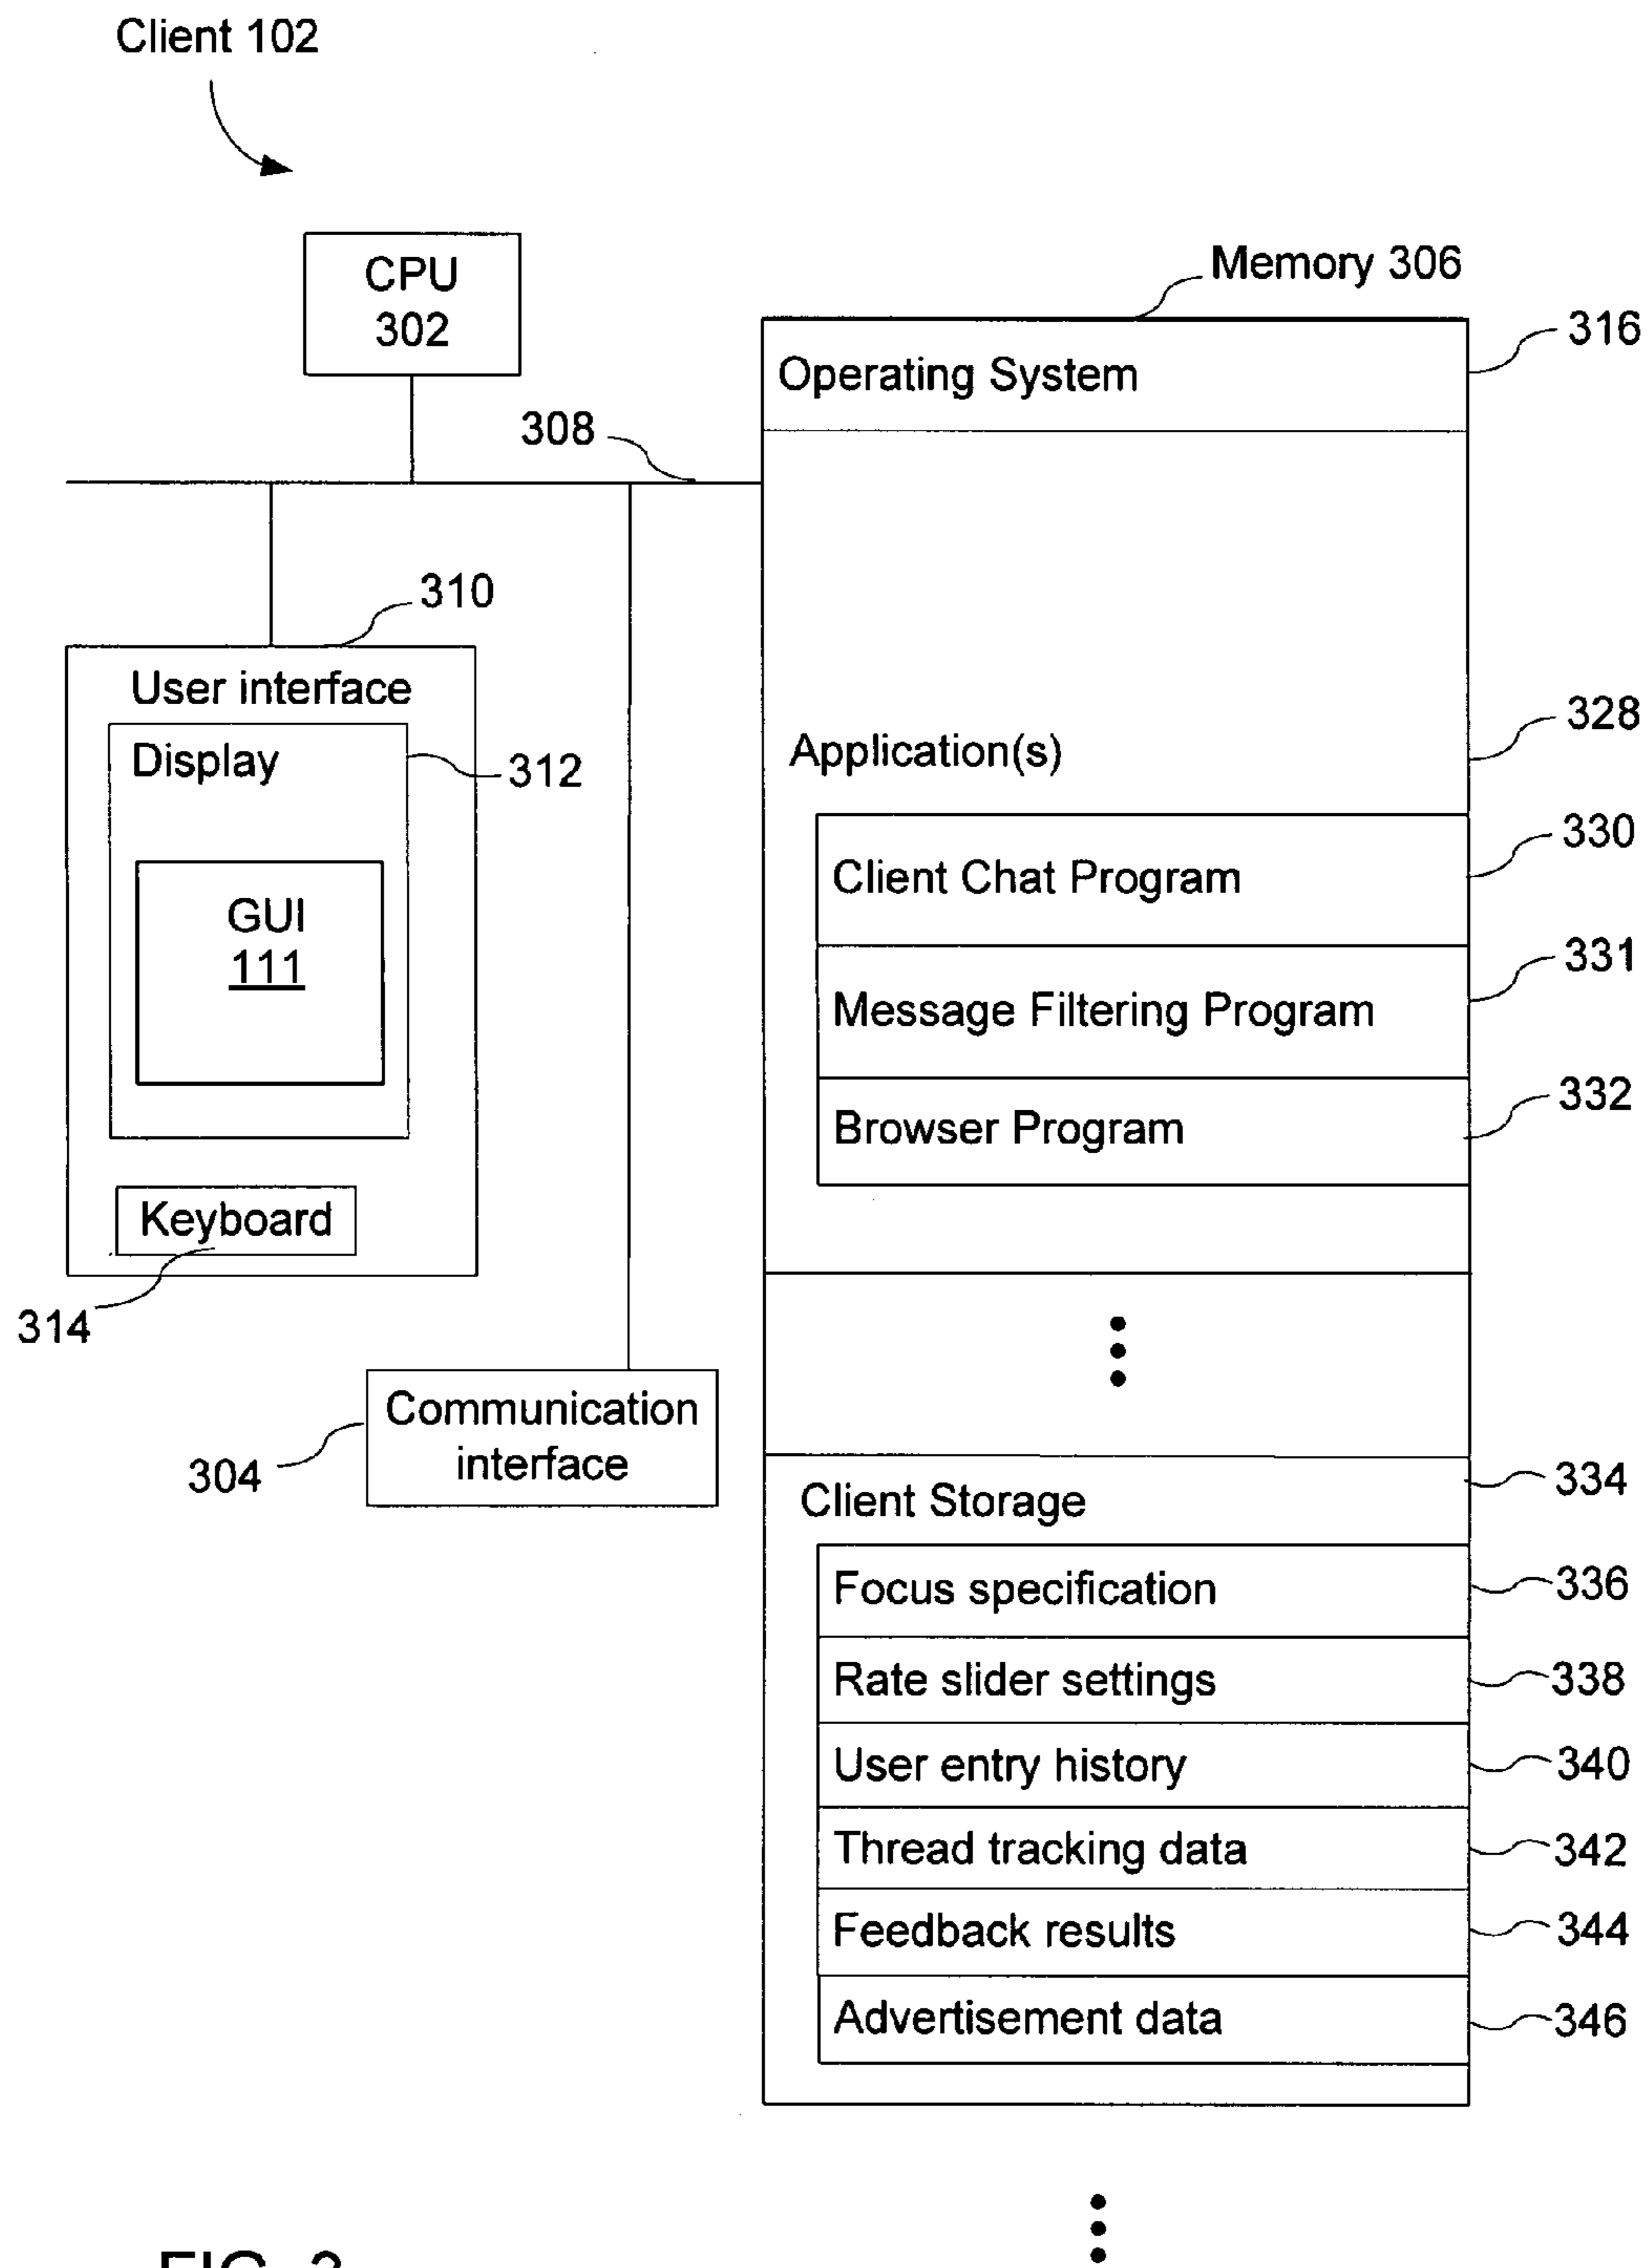 Client 102
CPU
302
Memory 306
316
Operating System
308
310
User interface
328
Display
312
Application(s)
330
Client Chat Program
GUI
111
331
Message Filtering Program
332
Browser Program
Keyboard
314
Communication
interface
304
334
Client Storage
Focus specification
336
Rate slider settings
338
User entry history
340
Thread tracking data
342
Feedback results
344
Advertisement data
346
FIG. 3